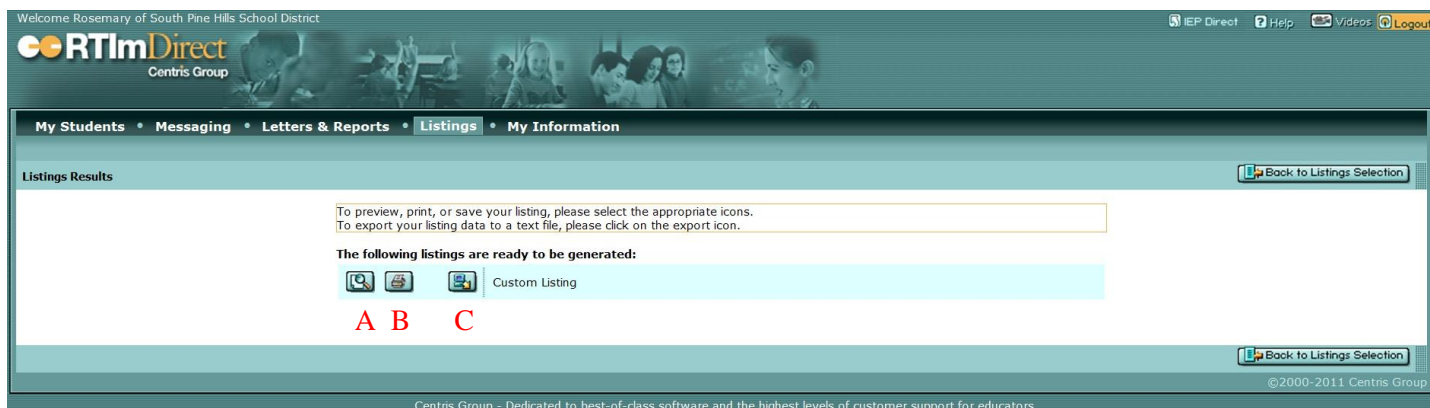 Welcome Rosemary of South Pine Hills School District
IEP Direct Help Videos Logout
RTImDirect
Centris Group
My Students • Messaging • Letters & Reports • Listings • My Information
Listings Results
Back to Listings Selection
To preview, print, or save your listing, please select the appropriate icons.
To export your listing data to a text file, please click on the export icon.
The following listings are ready to be generated:
Custom Listing
A B C
Back to Listings Selection
©2000-2011 Centris Group
Centris Group - Dedicated to best-of-class software and the highest levels of customer support for educators